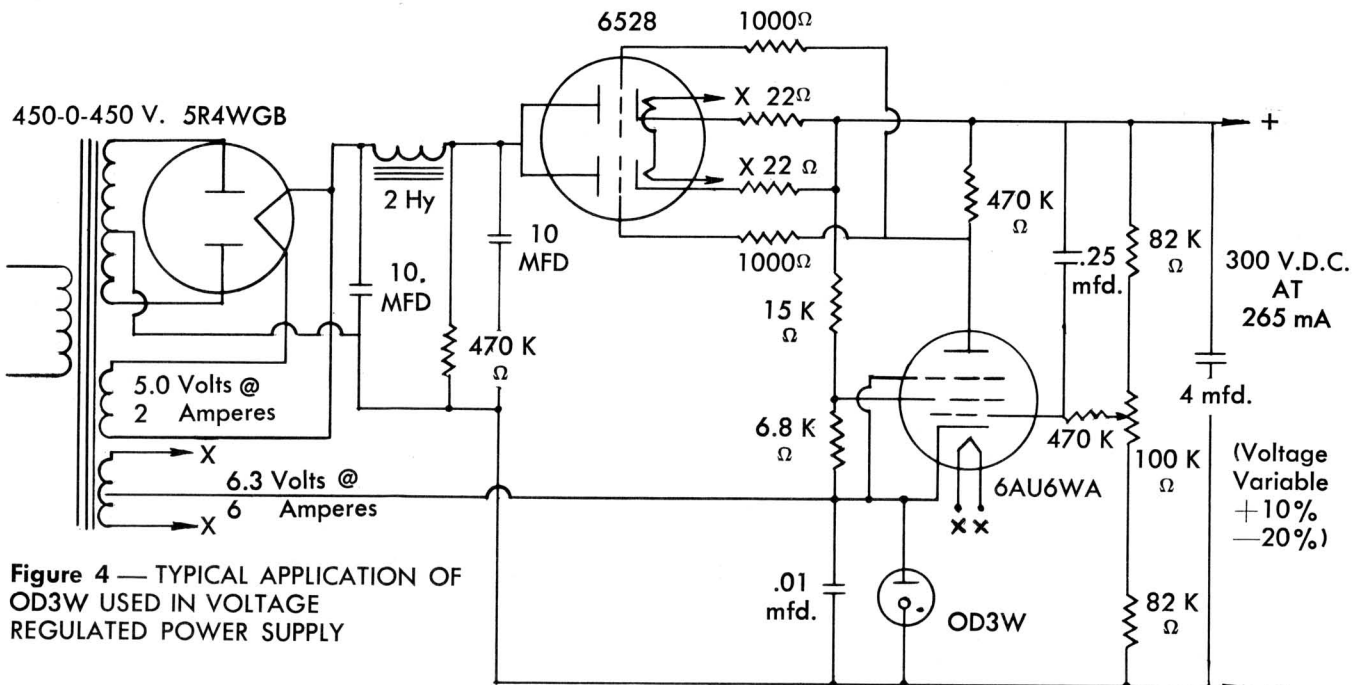 6528
1000Ω
450-0-450 V. 5R4WGB
X 22Ω
X 22 Ω
2 Hy
10. MFD
10 MFD
470 K Ω
1000Ω
470 K Ω
.25 mfd.
82 K Ω
300 V.D.C.
AT
265 mA
+
15 K Ω
6.8 K Ω
470 K
100 K Ω
4 mfd.
(Voltage
Variable
+10%
—20%)
6AU6WA
X X
5.0 Volts @
2 Amperes
X
6.3 Volts @
6 Amperes
X
.01 mfd.
OD3W
82 K Ω
Figure 4 — TYPICAL APPLICATION OF
OD3W USED IN VOLTAGE
REGULATED POWER SUPPLY